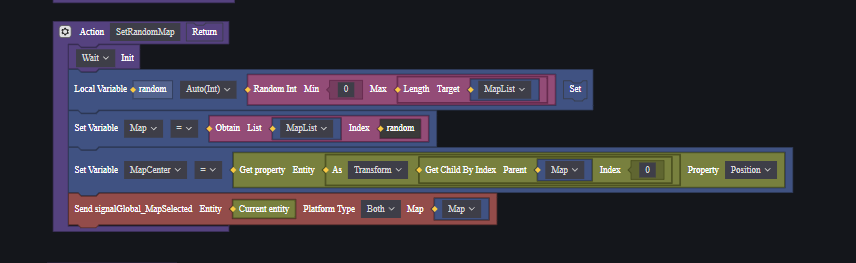 Action SetRandomMap Return
Wait Init
Local Variable random Auto(Int) Random Int Min 0 Max Length Target MapList Set
Set Variable Map = Obtain List MapList Index random
Set Variable MapCenter = Get property Entity As Transform Get Child By Index Parent Map Index 0 Property Position
Send signalGlobal_MapSelected Entity Current entity Platform Type Both Map Map